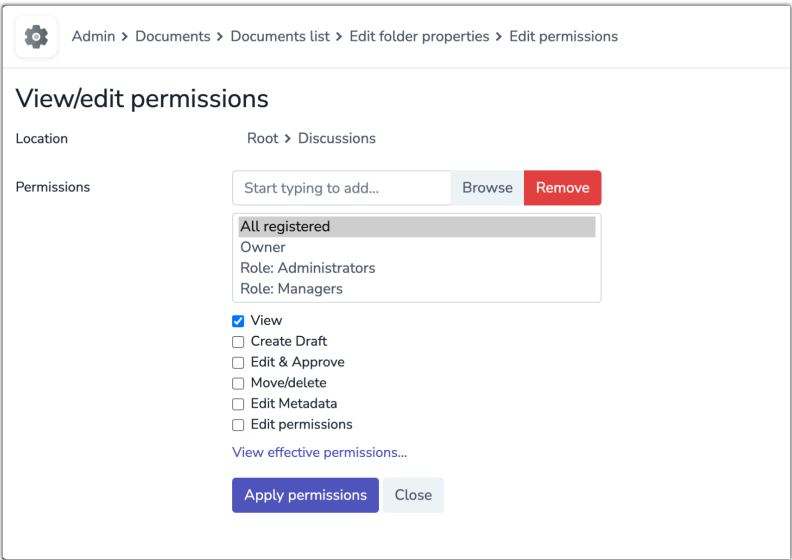 Admin > Documents > Documents list > Edit folder properties > Edit permissions
View/edit permissions
Location Root > Discussions
Permissions Start typing to add... Browse Remove
All registered
Owner
Role: Administrators
Role: Managers
View
Create Draft
Edit & Approve
Move/delete
Edit Metadata
Edit permissions
View effective permissions...
Apply permissions Close